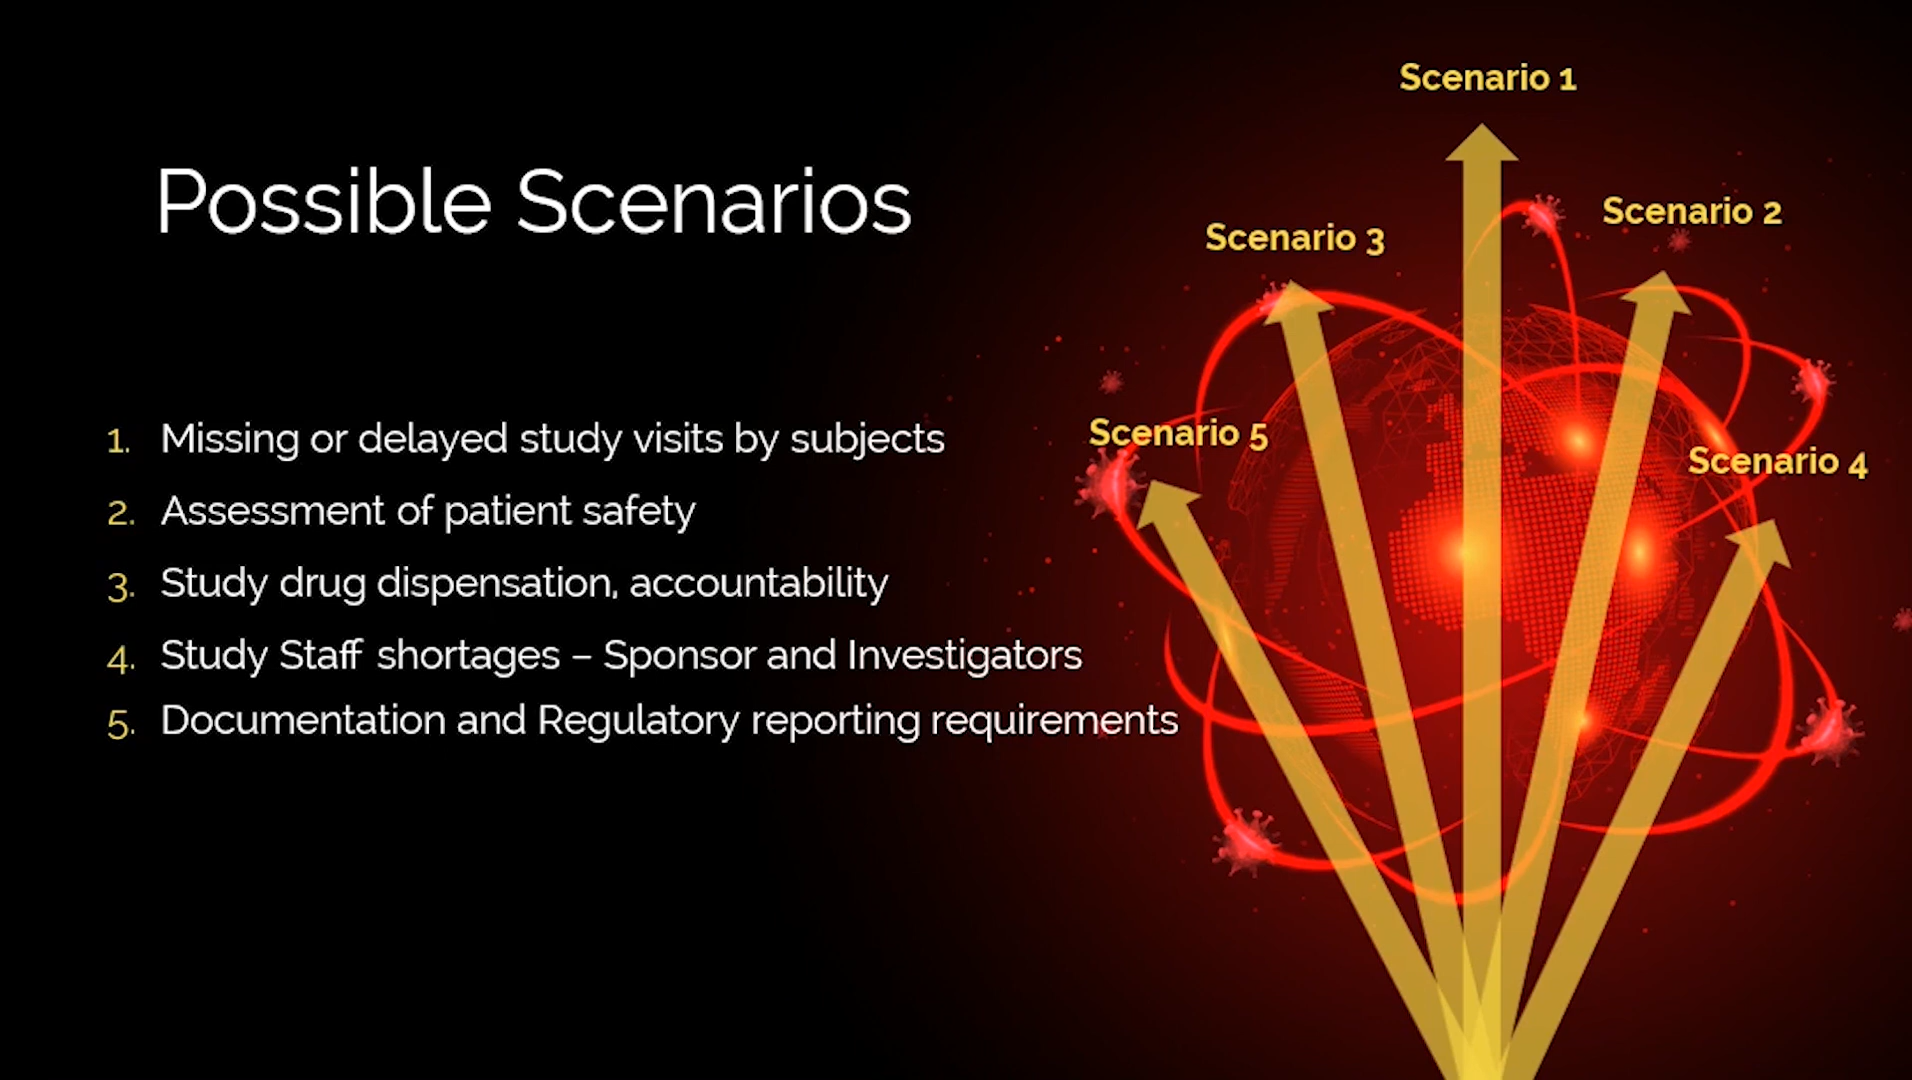 Possible Scenarios
1. Missing or delayed study visits by subjects
2. Assessment of patient safety
3. Study drug dispensation, accountability
4. Study Staff shortages – Sponsor and Investigators
5. Documentation and Regulatory reporting requirements
Scenario 1
Scenario 2
Scenario 3
Scenario 5
Scenario 4